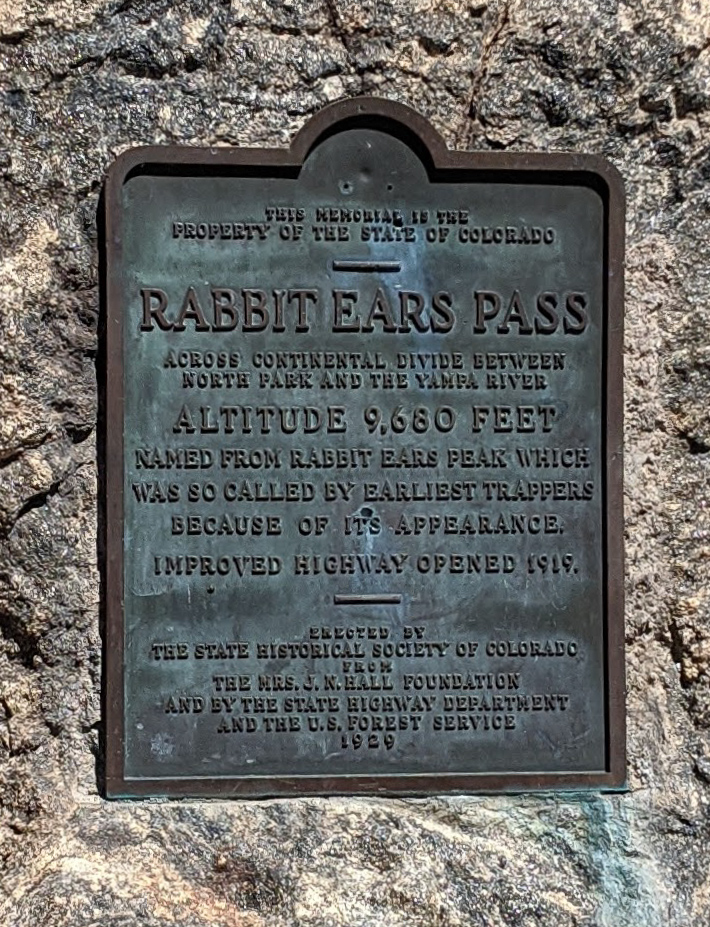 THIS MEMORIAL IS THE
PROPERTY OF THE STATE OF COLORADO
RABBIT EARS PASS
ACROSS CONTINENTAL DIVIDE BETWEEN
NORTH PARK AND THE YAMPA RIVER
ALTITUDE 9,680 FEET
NAMED FROM RABBIT EARS PEAK WHICH
WAS SO CALLED BY EARLIEST TRAPPERS
BECAUSE OF ITS APPEARANCE.
IMPROVED HIGHWAY OPENED 1919.
ERECTED BY
THE STATE HISTORICAL SOCIETY OF COLORADO
FROM
THE MRS. J. N. HALL FOUNDATION
AND BY THE STATE HIGHWAY DEPARTMENT
AND THE U.S. FOREST SERVICE
1929